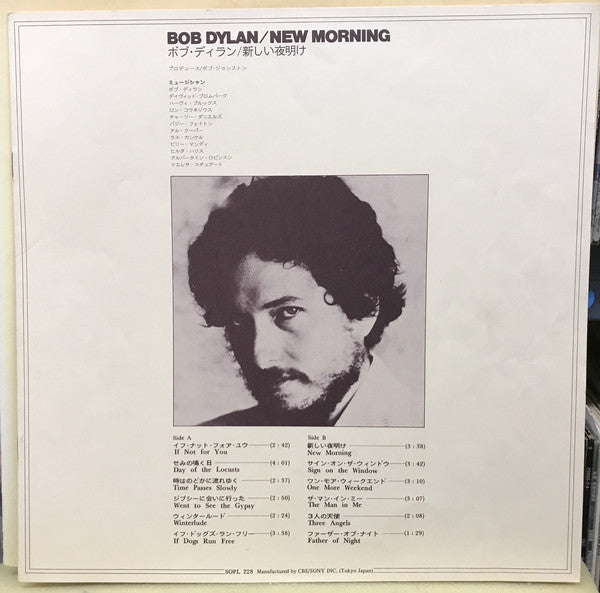 BOB DYLAN/NEW MORNING
ボブ・ディラン/新しい夜明け
プロデュース/ボブ・ジョンストン
ミュージシャン
ボブ・ディラン
デイヴィッド・ブロムバーグ
ハーヴィ・ブルックス
ロン・コウネリウス
チャーリー・ダニエルズ
バジー・フェイトン
アル・クーパー
ラス・カンケル
ビリー・マンディ
ヒルダ・ハリス
アルバータイン・ロビンスン
マエレサ・スチュアート
Side A
イフ・ナット・フォア・ユウ (2:42)
If Not for You
せみの鳴く日 (4:01)
Day of the Locusts
時はのどかに流れゆく (2:37)
Time Passes Slowly
ジプシーに会いに行った (2:50)
Went to See the Gypsy
ウィンタールード (2:24)
Winterlude
イフ・ドッグズ・ラン・フリー (3:38)
If Dogs Run Free
Side B
新しい夜明け (3:58)
New Morning
サイン・オン・ザ・ウィンドウ (3:42)
Sign on the Window
ワン・モア・ウィークエンド (3:10)
One More Weekend
ザ・マン・イン・ミー (3:07)
The Man in Me
3人の天使 (2:08)
Three Angels
ファーザー・オブ・ナイト (1:29)
Father of Night
SOPL 228 Manufactured by CBS/SONY INC. (Tokyo Japan)